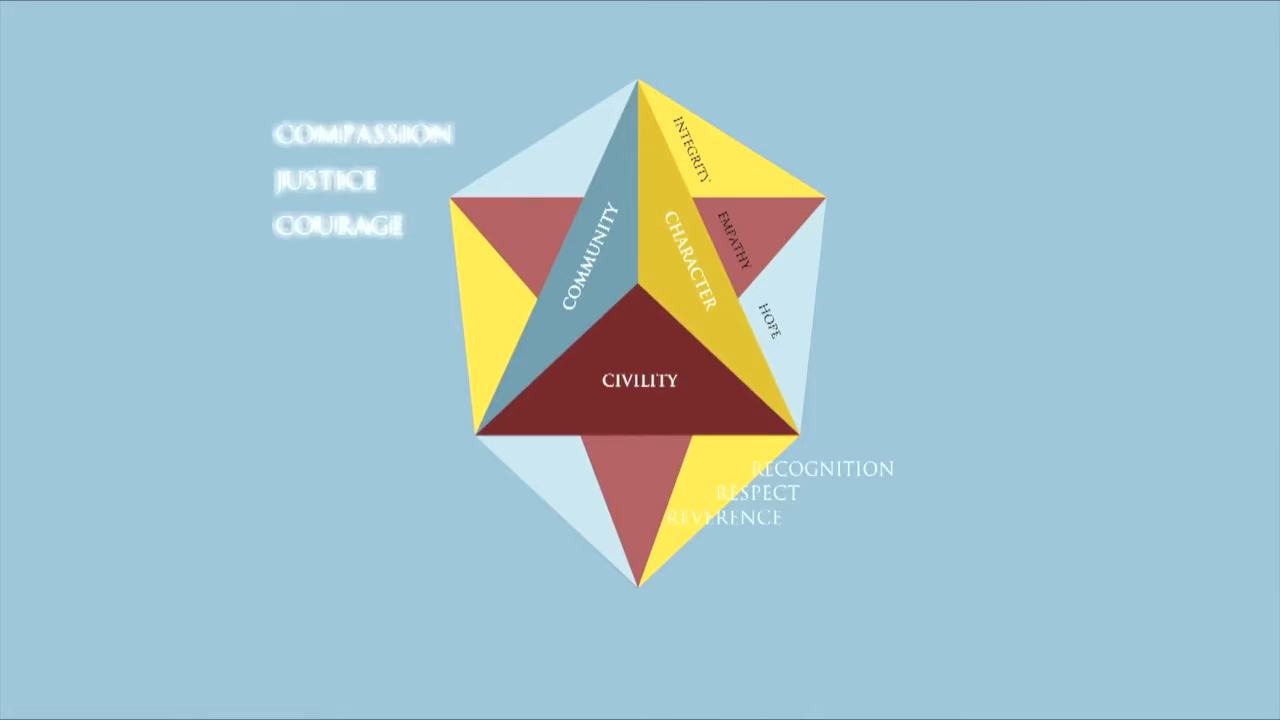 COMPASSION
JUSTICE
COURAGE
INTEGRITY
EMPATHY
HOPE
COMMUNITY
CHARACTER
CIVILITY
RECOGNITION
RESPECT
REVERENCE